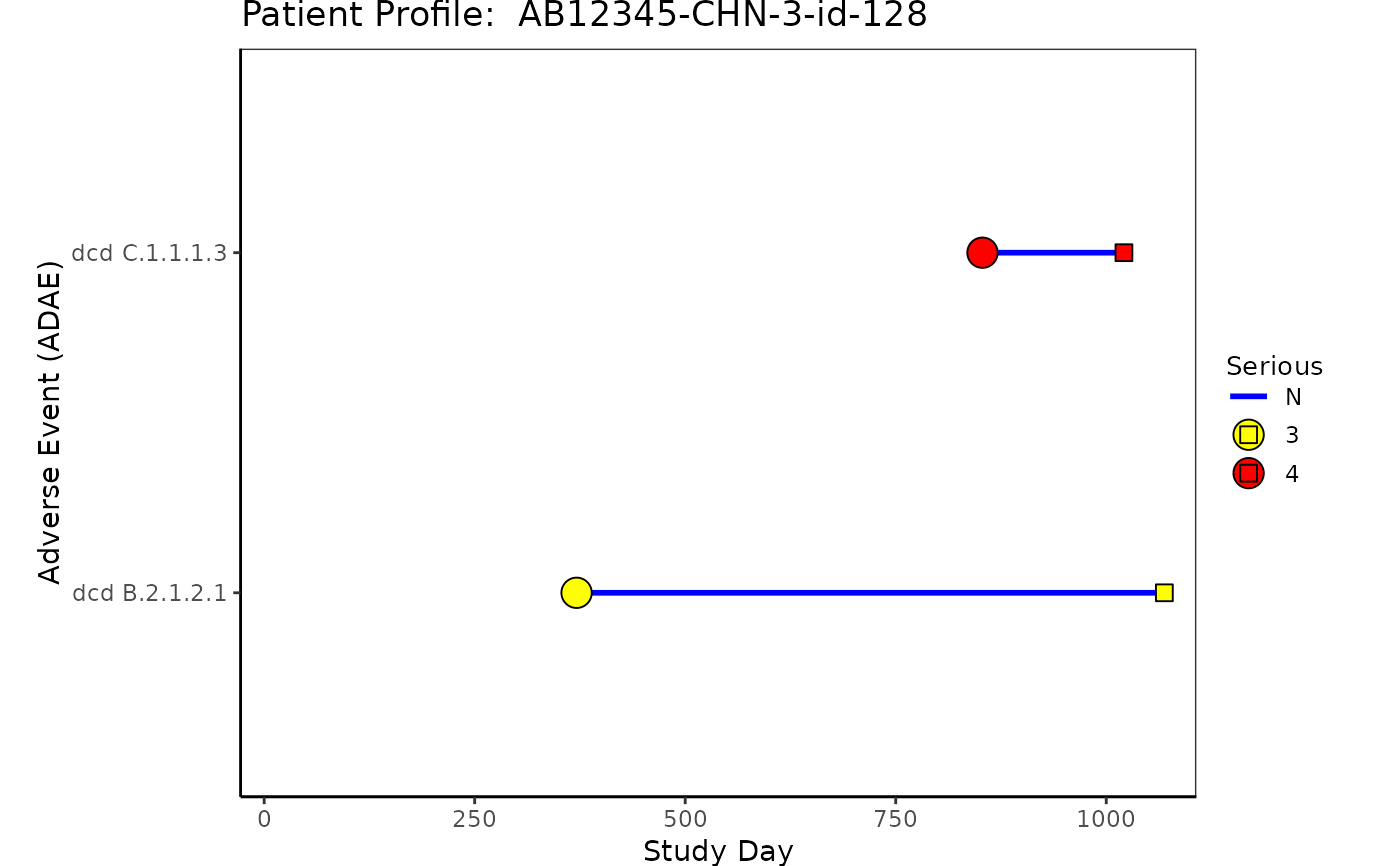 Patient Profile:  AB12345-CHN-3-id-128
Adverse Event (ADAE)
dcd C.1.1.1.3
dcd B.2.1.2.1
0 250 500 750 1000
Study Day
Serious
N
3
4